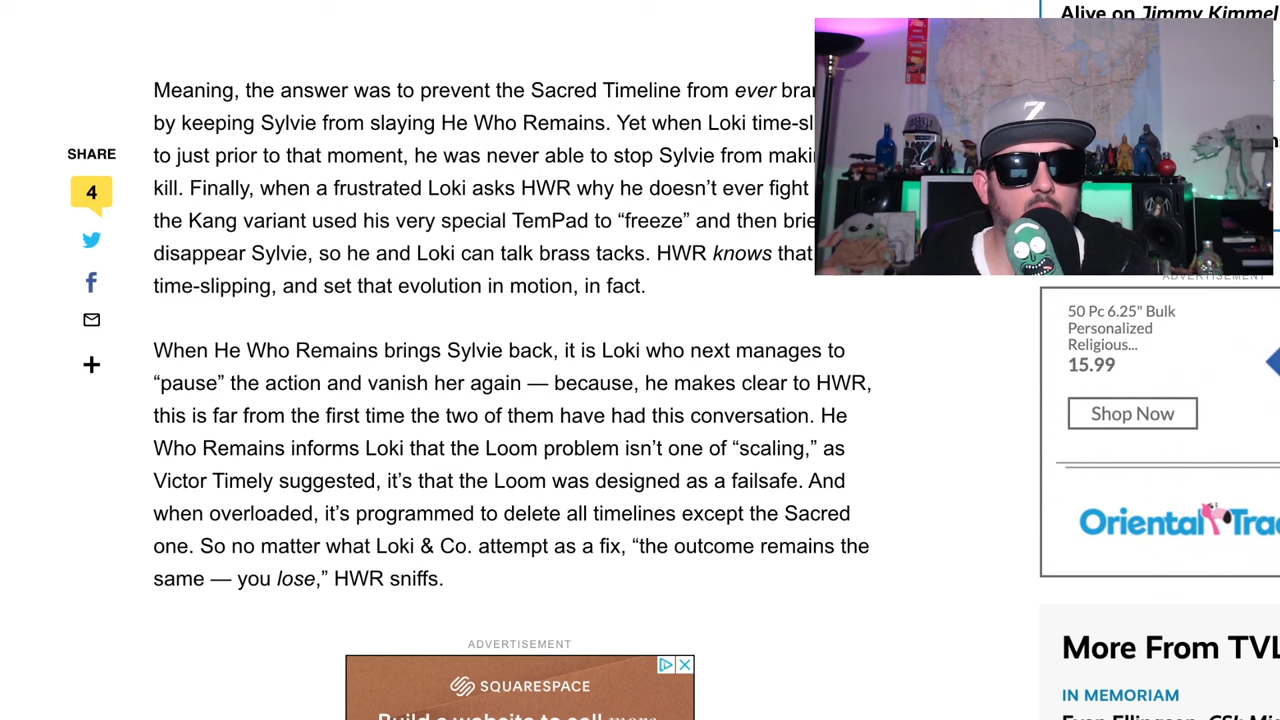 Alive on Jimmy Kimmel
Meaning, the answer was to prevent the Sacred Timeline from ever
by keeping Sylvie from slaying He Who Remains. Yet when Loki
to just prior to that moment, he was never able to stop Sylvie from
kill. Finally, when a frustrated Loki asks HWR why he doesn’t ever fight
the Kang variant used his very special TemPad to “freeze” and then
disappear Sylvie, so he and Loki can talk brass tacks. HWR knows that
time-slipping, and set that evolution in motion, in fact.
SHARE
4
When He Who Remains brings Sylvie back, it is Loki who next manages to
“pause” the action and vanish her again — because, he makes clear to HWR,
this is far from the first time the two of them have had this conversation. He
Who Remains informs Loki that the Loom problem isn’t one of “scaling,” as
Victor Timely suggested, it’s that the Loom was designed as a failsafe. And
when overloaded, it’s programmed to delete all timelines except the Sacred
one. So no matter what Loki & Co. attempt as a fix, “the outcome remains the
same — you lose,” HWR sniffs.
ADVERTISEMENT
SQUARESPACE
Build a website to sell more
ADVERTISEMENT
50 Pc 6.25" Bulk
Personalized
Religious...
15.99
Shop Now
Oriental
More From
IN MEMORIAM